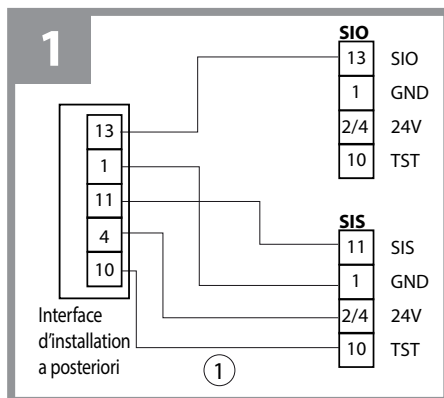 1
SIO
13 SIO
1 GND
2/4 24V
10 TST
13
1
11
4
10
Interface
d'installation
a posteriori
SIS
11 SIS
1 GND
2/4 24V
10 TST
1